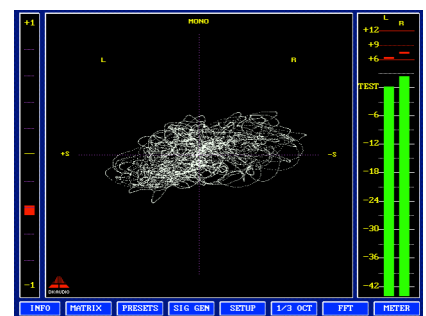 +1
-1
MONO
L
R
+S
-S
DK-AUDIO
L R
+12
+9
+6
TEST
-6
-12
-18
-24
-30
-36
-42
INFO
MATRIX
PRESETS
SIG GEN
SETUP
1/3 OCT
FFT
METER